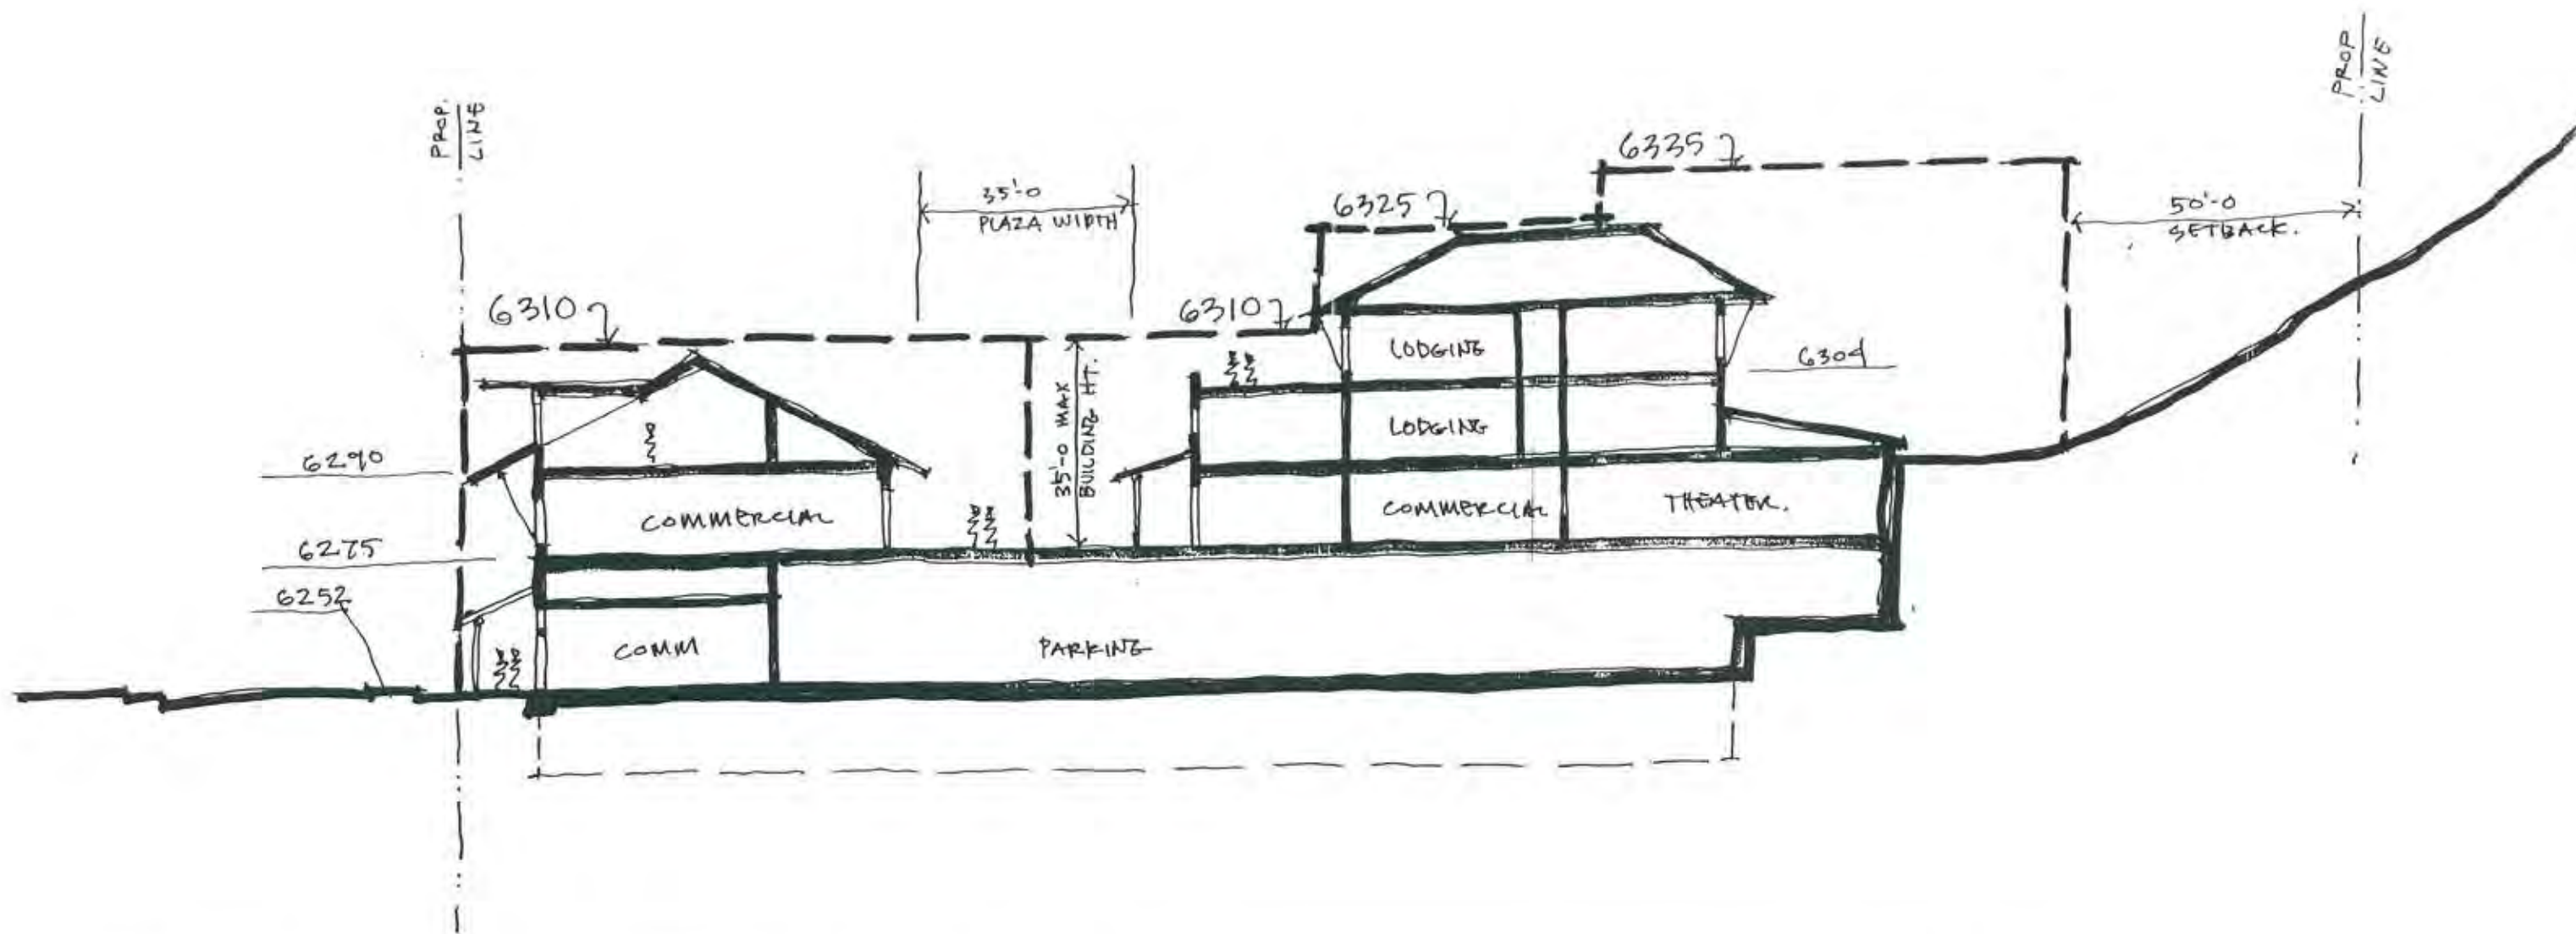 PROP.
LINE
PROP
LINE
6335
35'-0
PLAZA WIDTH
6325
50'-0
SETBACK.
6310
6310
35'-0 MAX
BUILDING HT.
LODGING
6304
LODGING
6290
COMMERCIAL
COMMERCIAL
THEATER.
6275
6252
COMM
PARKING